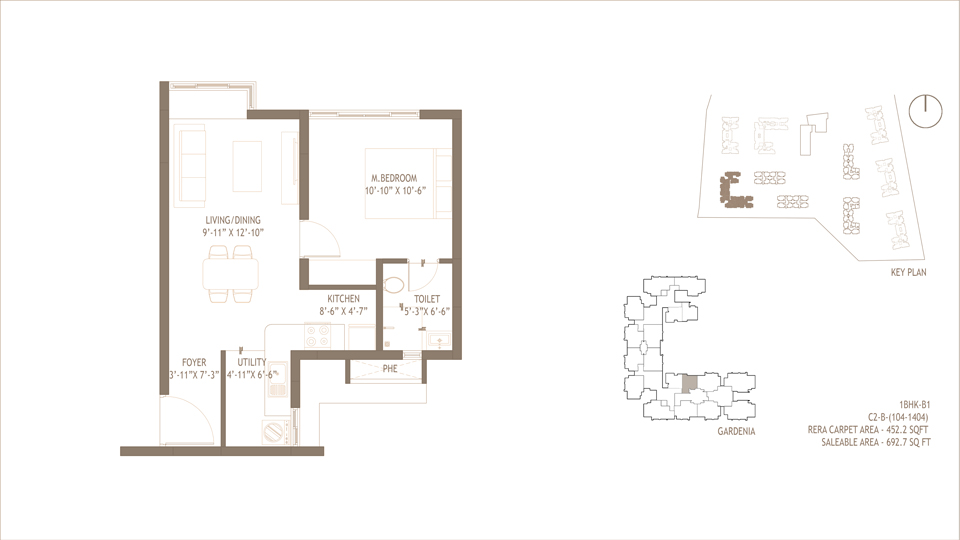 M.BEDROOM
10'-10" X 10'-6"
LIVING/DINING
9'-11" X 12'-10"
KITCHEN
8'-6" X 4'-7"
TOILET
5'-3"X 6'-6"
FOYER
3'-11"X 7'-3"
UTILITY
4'-11"X 6'-6"
PHE
KEY PLAN
GARDENIA
1BHK-B1
C2-B-(104-1404)
RERA CARPET AREA - 452.2 SQFT
SALEABLE AREA - 692.7 SQ FT